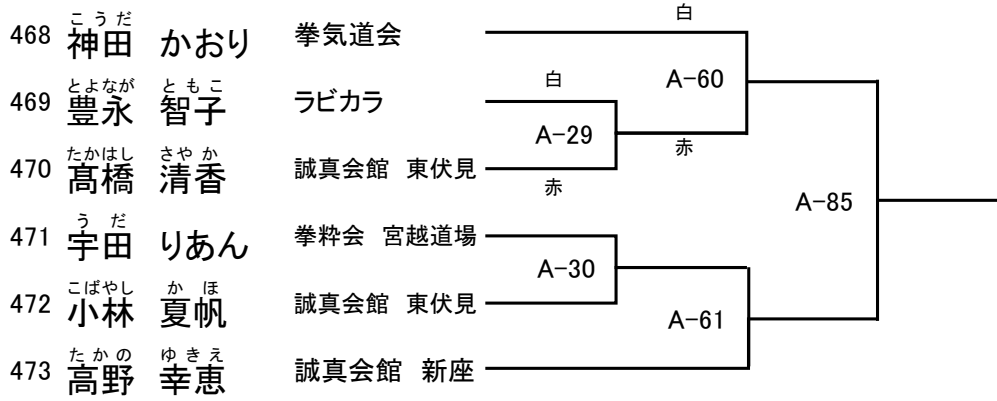 白
こうだ
468 神田 かおり 拳気道会
A-60
とよなが ともこ
469 豊永 智子 ラビカラ
白
A-29
赤
たかはし さやか
470 髙橋 清香 誠真会館 東伏見
赤
A-85
うだ
471 宇田 りあん 拳粋会 宮越道場
A-30
こばやし かほ
472 小林 夏帆 誠真会館 東伏見
A-61
たかの ゆきえ
473 高野 幸恵 誠真会館 新座